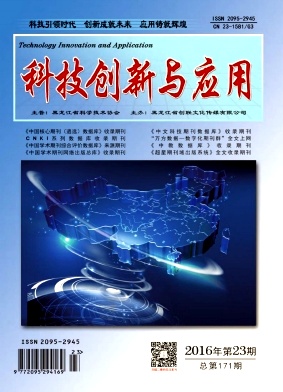 ISSN 2095-2945
CN 23-1581/G3
科技引领时代 创新成就未来 应用铸就辉煌
Technology Innovation and Application
科技创新与应用
主管：黑龙江省科学技术协会 主办：黑龙江省创联文化传媒有限公司
《中国核心期刊（遴选）数据库》收录期刊
《中文科技期刊数据库》收录期刊
CNKI系列数据库收录期刊
“万方数据—数字化期刊群”全文上网
《中国学术期刊综合评价数据库》来源期刊
《中教数据库》收录期刊
《中国学术期刊网络出版总库》收录期刊
《超星期刊域出版系统》全文收录期刊
ISSN 2095-2945
23>
9772095294169
2016年第23期
总第171期